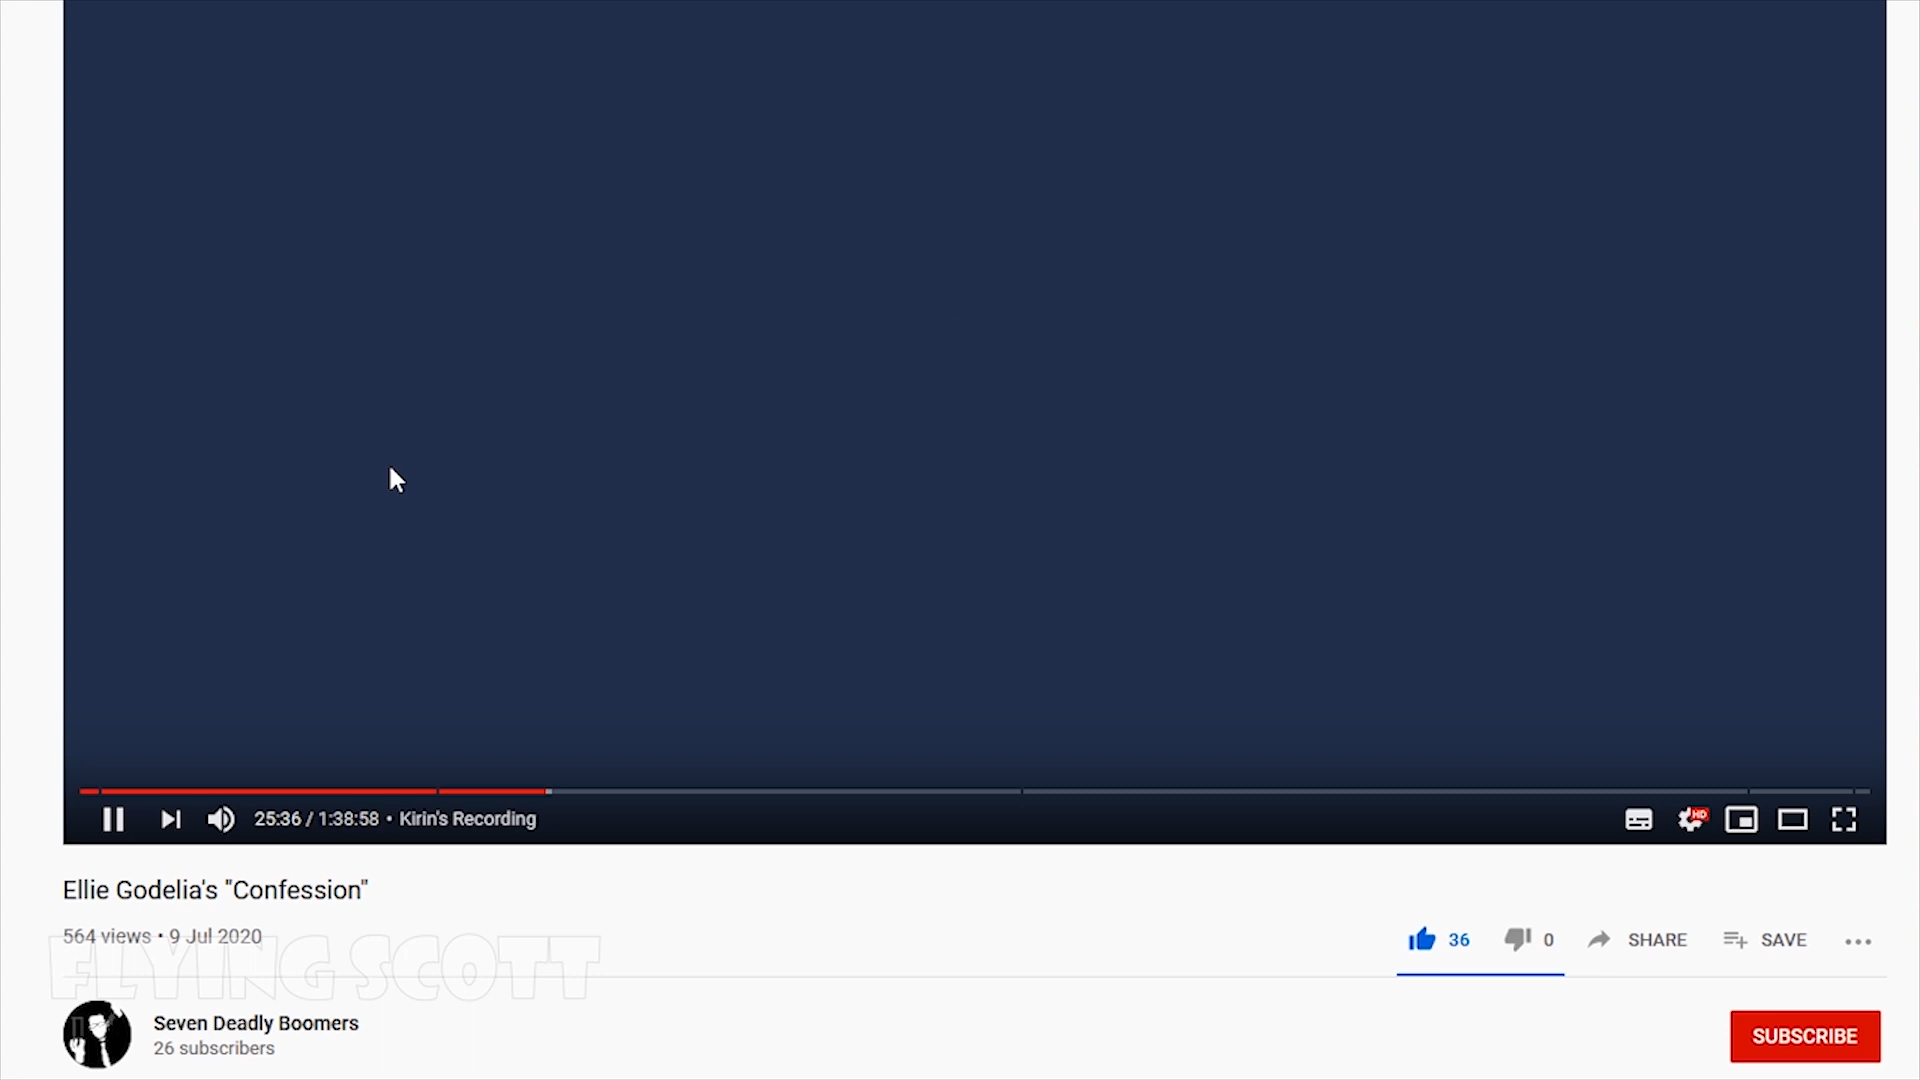 25:36 / 1:38:58 • Kirin's Recording
HD
Ellie Godelia's "Confession"
564 views • 9 Jul 2020
36
0
SHARE
SAVE
FLYING SCOTT
Seven Deadly Boomers
26 subscribers
SUBSCRIBE